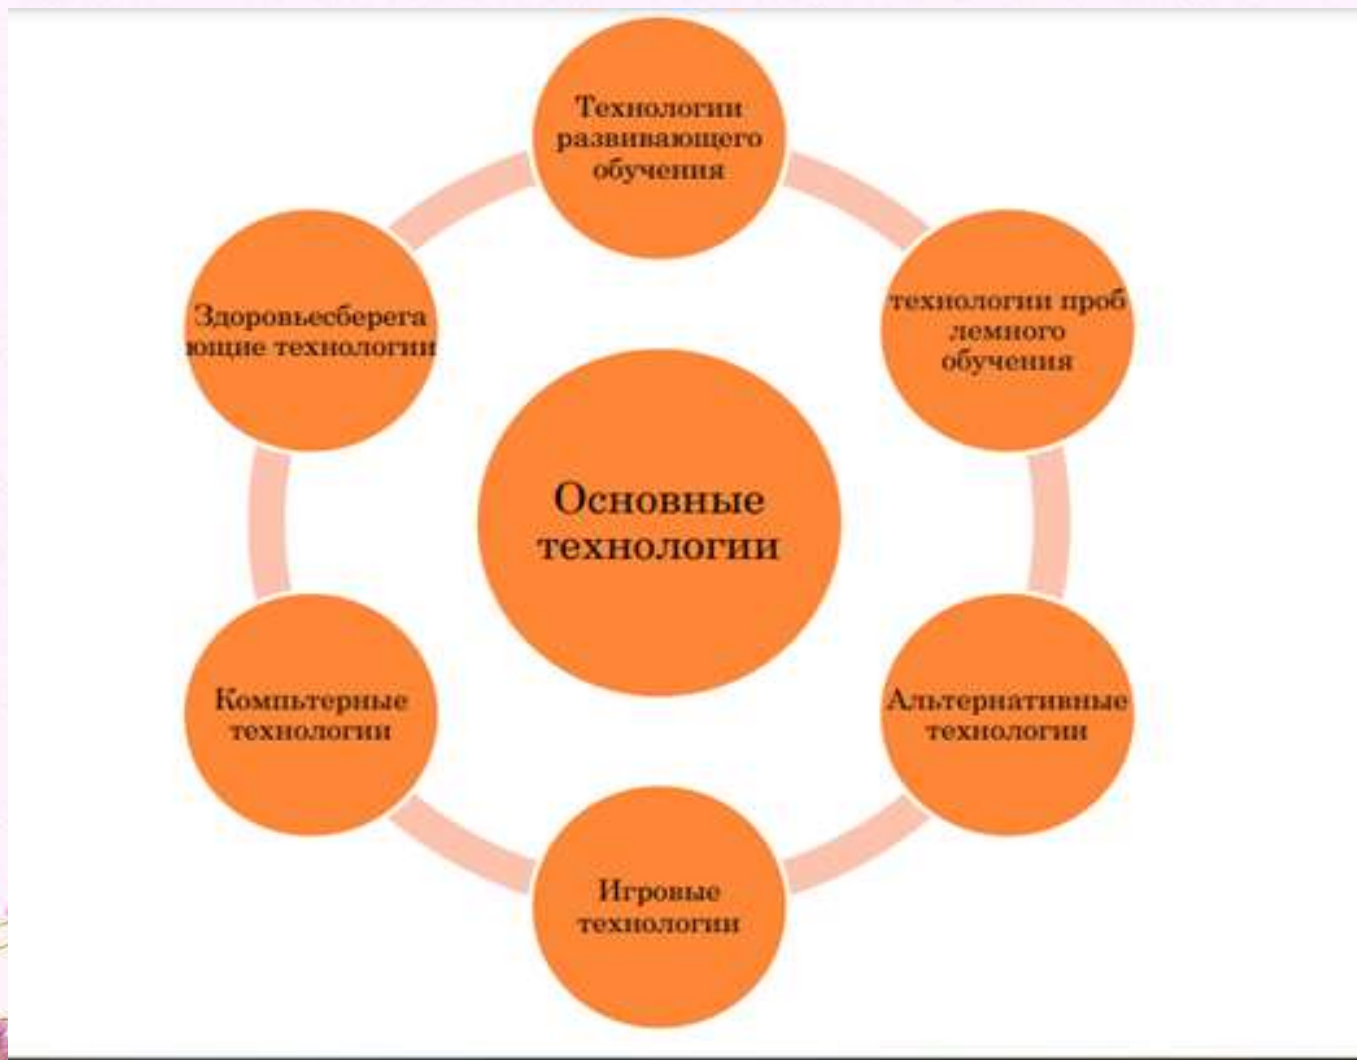 Технологии
развивающего
обучения
технологии проб
лемного
обучения
Альтернативные
технологии
Игровые
технологии
Компьтерные
технологии
Здоровьесберега
ющие технологии
Основные
технологии